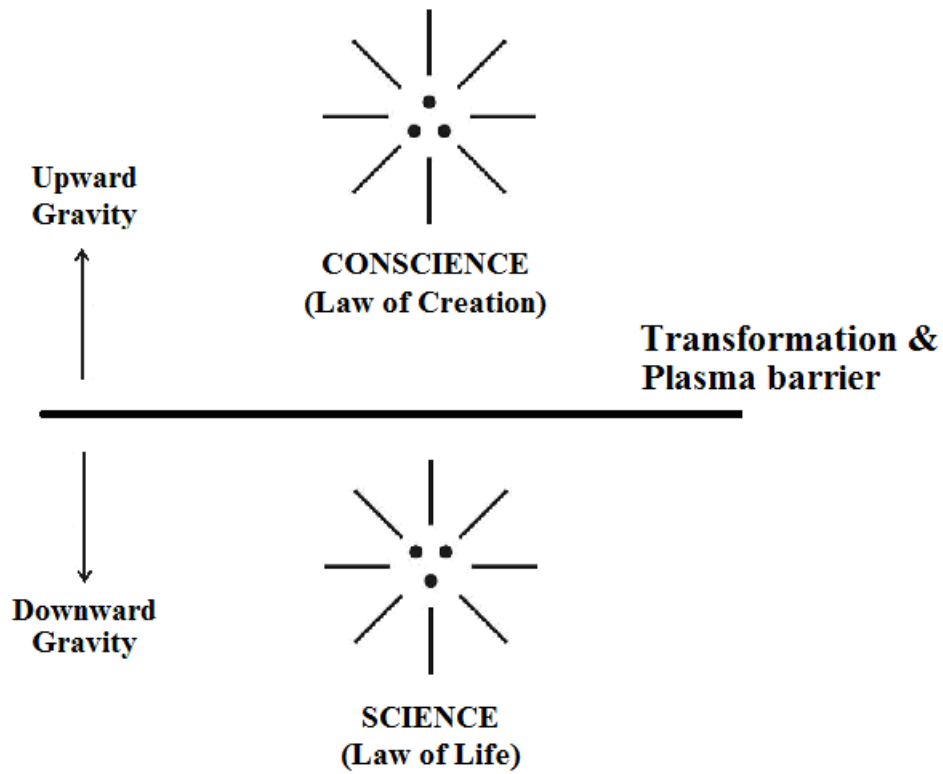 Upward
Gravity
CONSCIENCE
(Law of Creation)
Transformation &
Plasma barrier
Downward
Gravity
SCIENCE
(Law of Life)